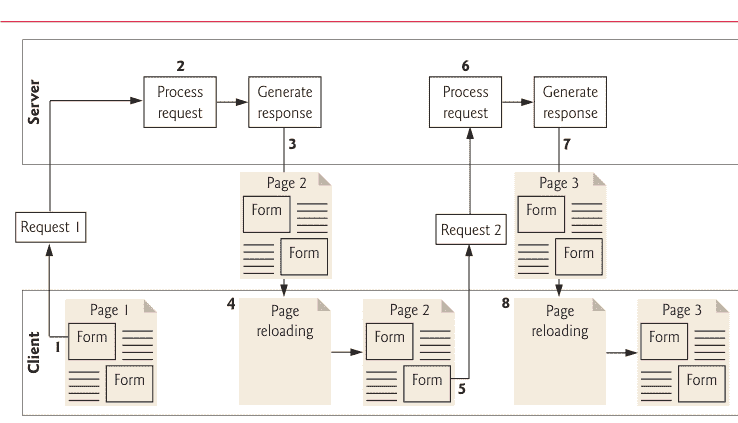 Server
2
Process
request
Generate
response
3
6
Process
request
Generate
response
7
Request 1
Page 2
Form
Form
Request 2
Page 3
Form
Form
Client
Page 1
Form
1
Form
4
Page
reloading
Page 2
Form
Form
5
8
Page
reloading
Page 3
Form
Form